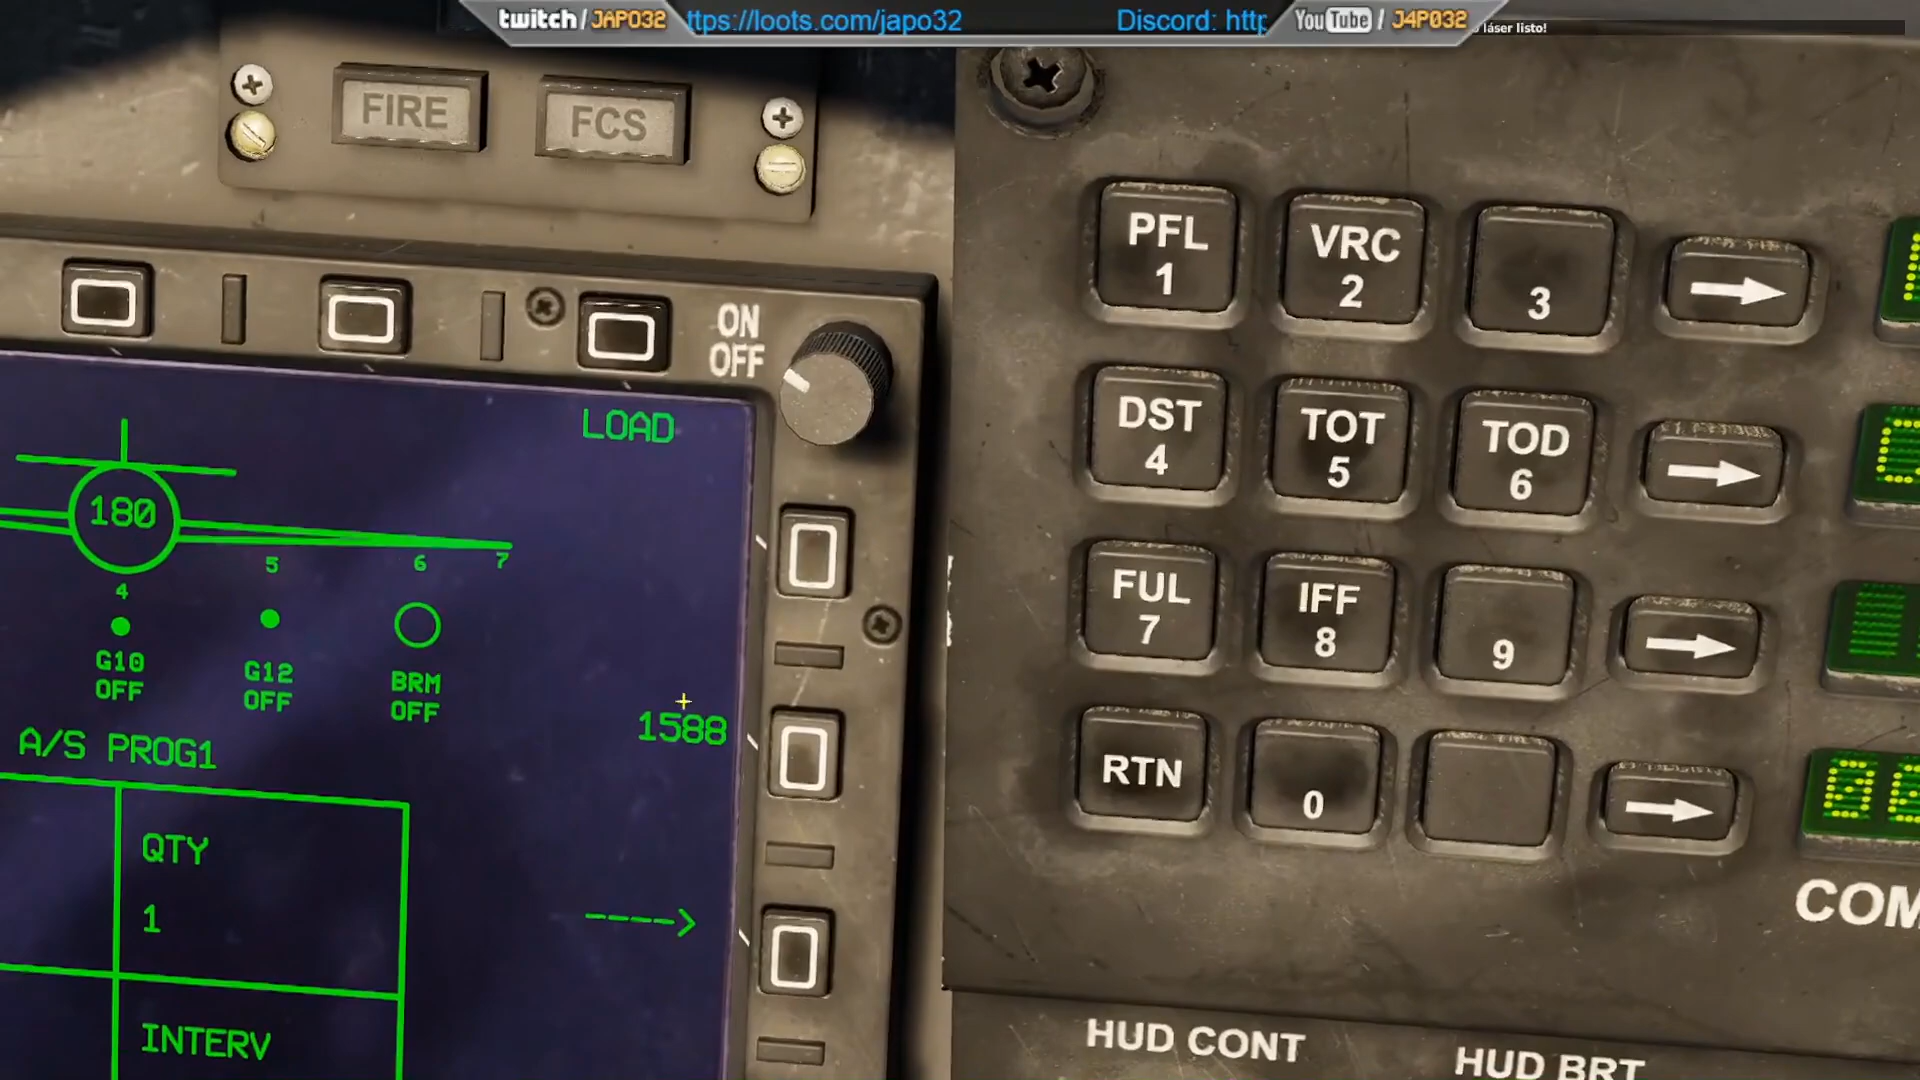 twitch / JAPO32 ttps://loots.com/japo32 Discord: http YouTube / J4P032
láser listo!
FIRE FCS
ON
OFF
LOAD
180
4 5 6 7
G10
OFF
G12
OFF
BRM
OFF
A/S PROG1
1588
QTY
1
---->
INTERV
PFL
1
VRC
2
3
DST
4
TOT
5
TOD
6
FUL
7
IFF
8
9
RTN
0
COM
HUD CONT
HUD BRT